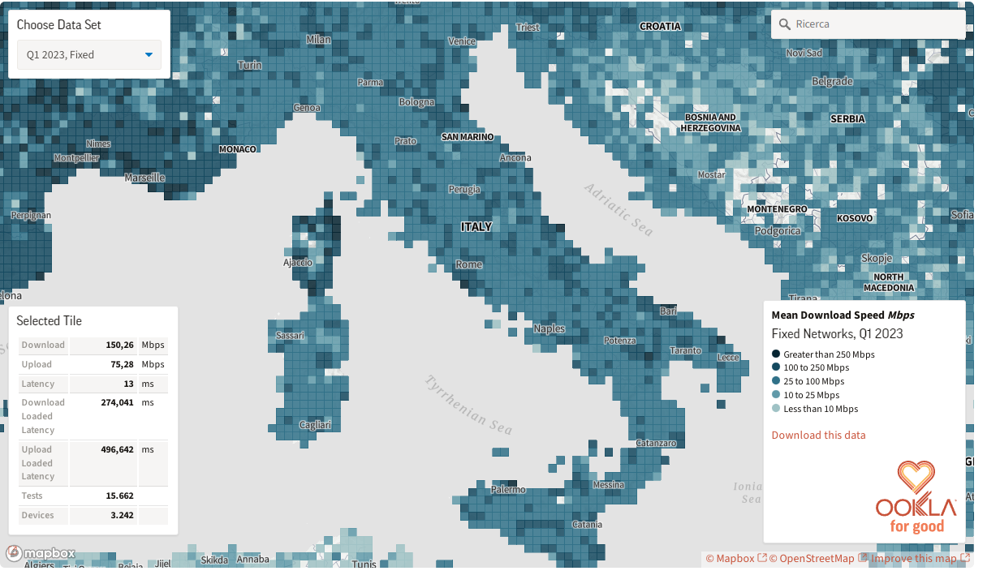 Choose Data Set
Q1 2023, Fixed
Ricerca
Trento
Triest
CROATIA
Milan
Venice
Novi Sad
Turin
Parma
Belgrade
Genoa
Bologna
BOSNIA AND
HERZEGOVINA
SERBIA
SAN MARINO
Nîmes
Prato
MONACO
Montpellier
Ancona
Marseille
Mostar
Perugia
Adriatic Sea
MONTENEGRO
Perpignan
KOSOVO
Sofia
ITALY
Podgorica
Ajaccio
Rome
Skopje
NORTH
MACEDONIA
elona
Tirana
Bari
Sassari
Naples
Potenza
Taranto
Lecce
Tyrrhenian Sea
Cagliari
Catanzaro
Messina
Palermo
Ionia
Sea
Catania
Skikda
Annaba
Jijel
Bejaia
Algiers
Tunis
Selected Tile
Download 150,26 Mbps
Upload 75,28 Mbps
Latency 13 ms
Download 274,041 ms
Loaded
Latency
Upload 496,642 ms
Loaded
Latency
Tests 15.662
Devices 3.242
Mean Download Speed Mbps
Fixed Networks, Q1 2023
Greater than 250 Mbps
100 to 250 Mbps
25 to 100 Mbps
10 to 25 Mbps
Less than 10 Mbps
Download this data
OOKLA
for good
mapbox
© Mapbox © OpenStreetMap Improve this map